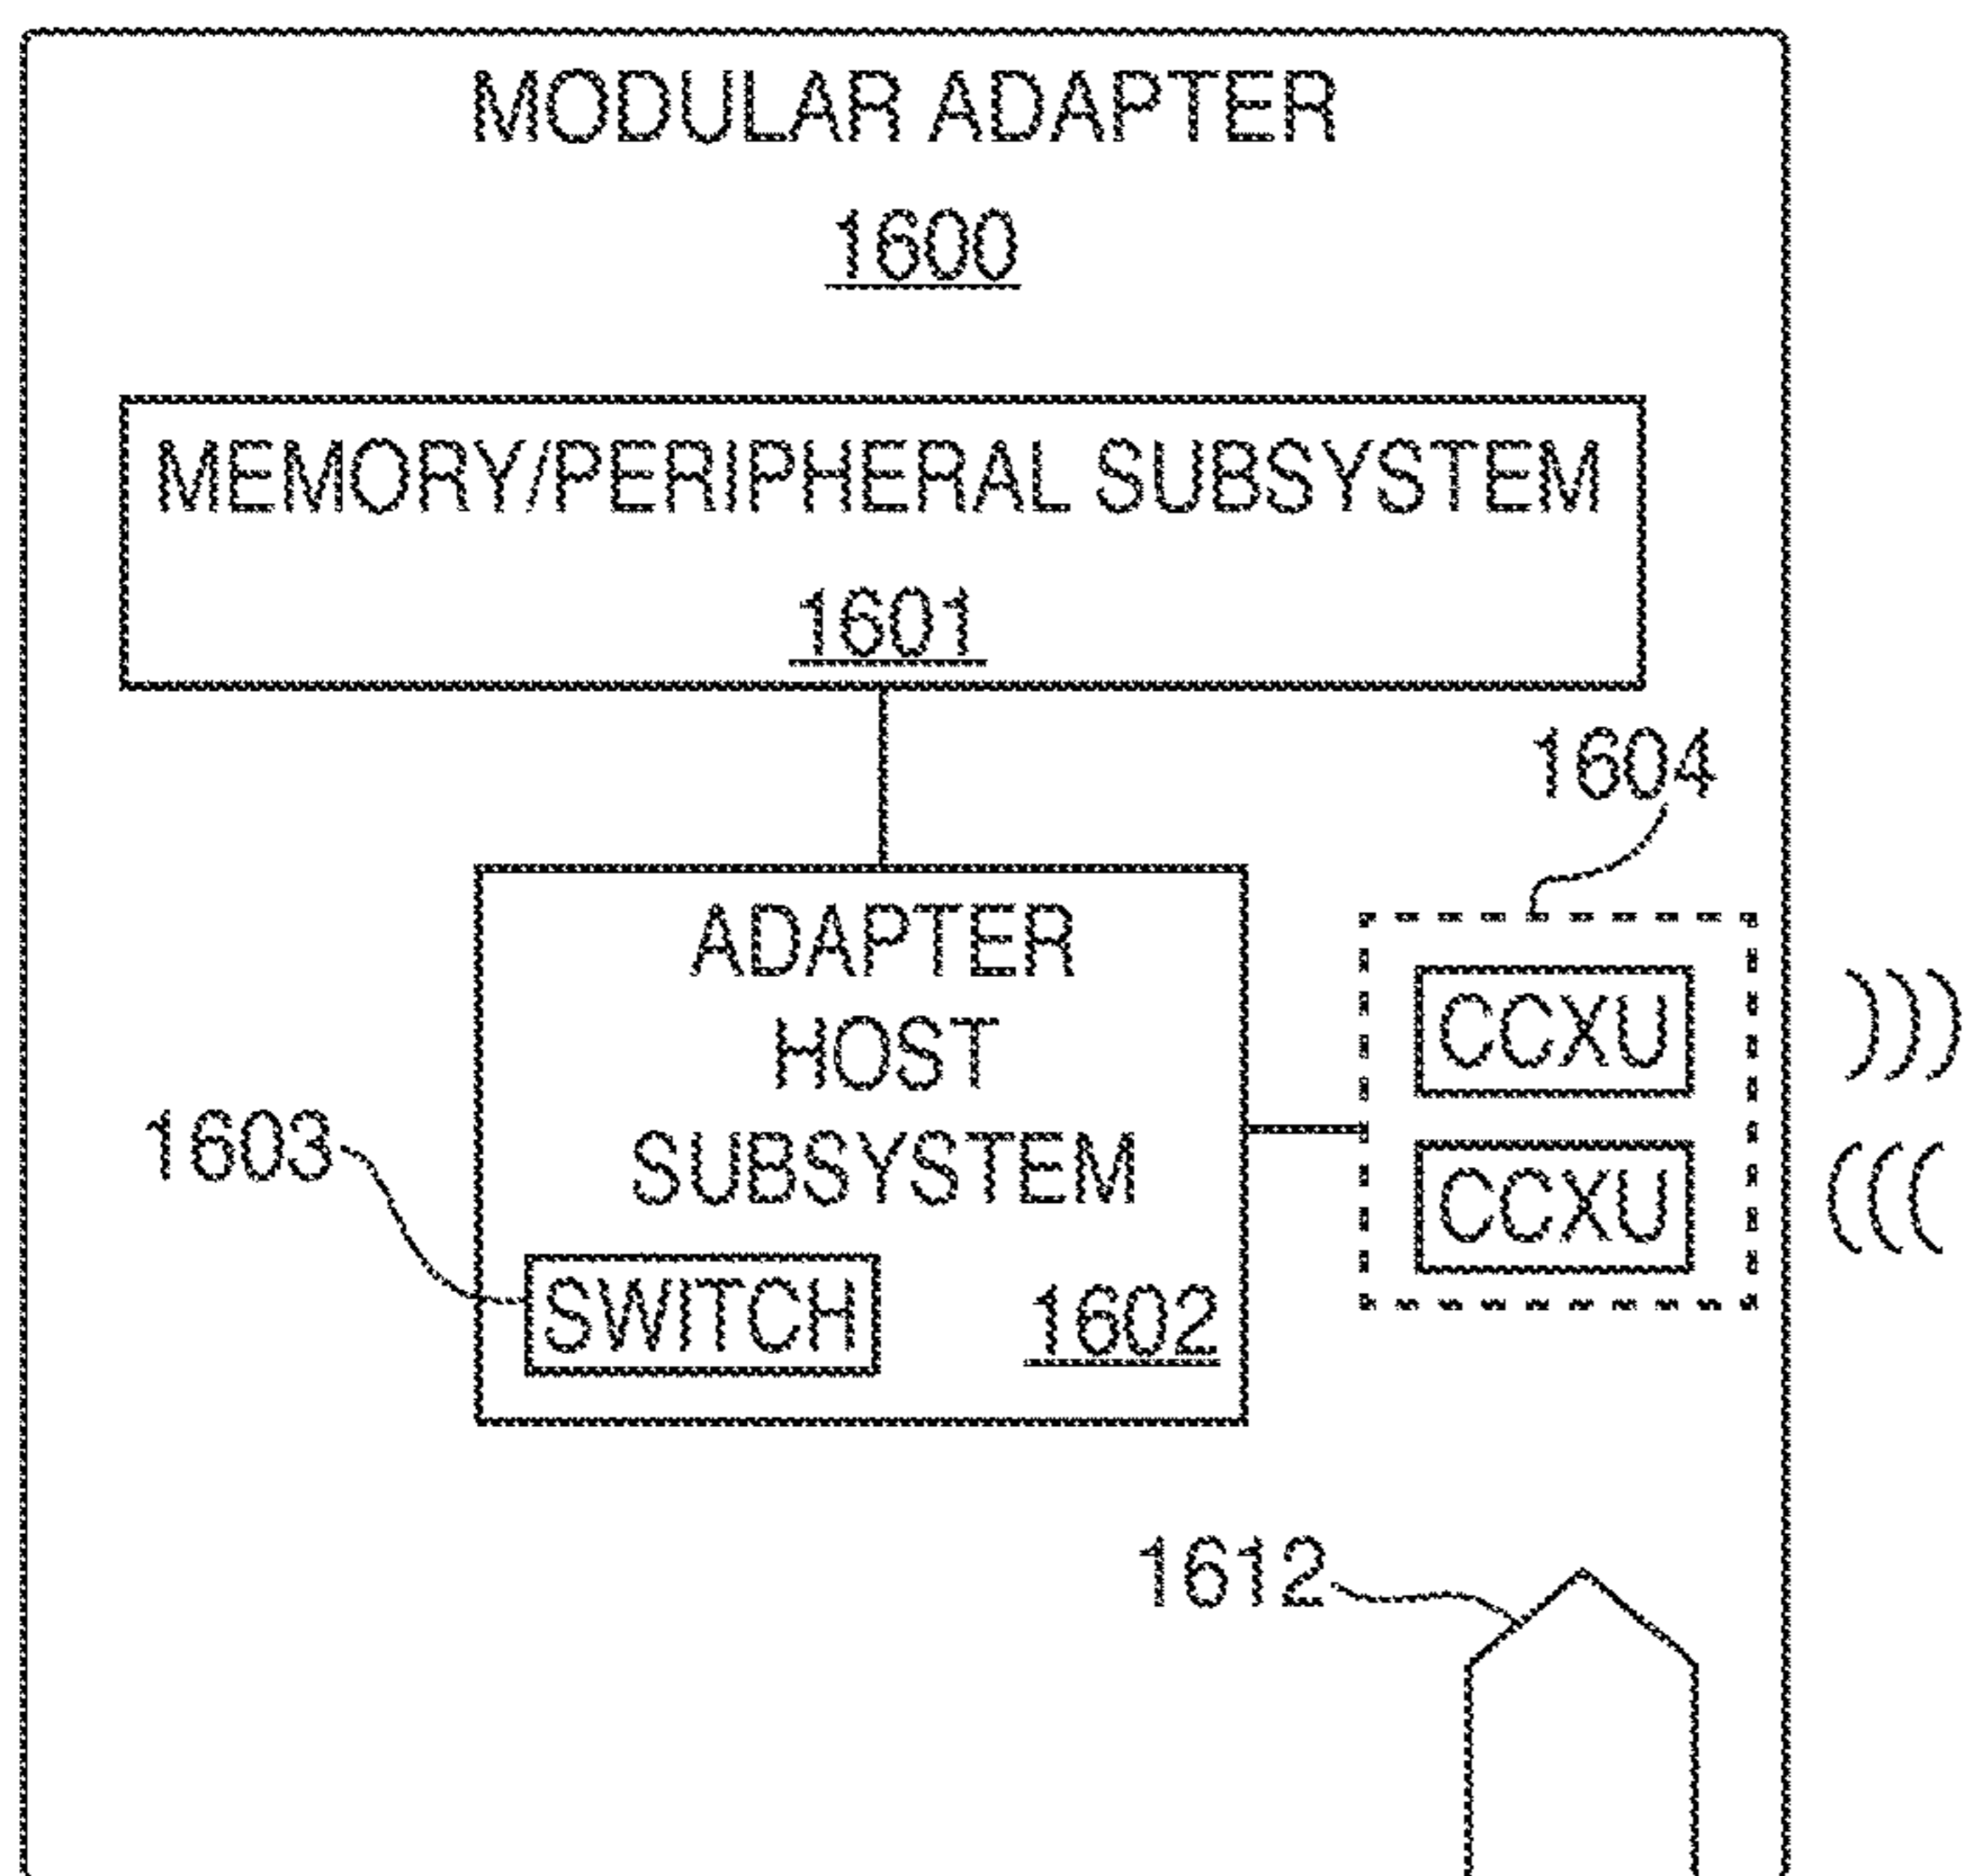 MODULAR ADAPTER
1600
MEMORY/PERIPHERAL SUBSYSTEM
1601
1604
ADAPTER
HOST
SUBSYSTEM
CCXU
CCXU
1603
SWITCH
1602
1612